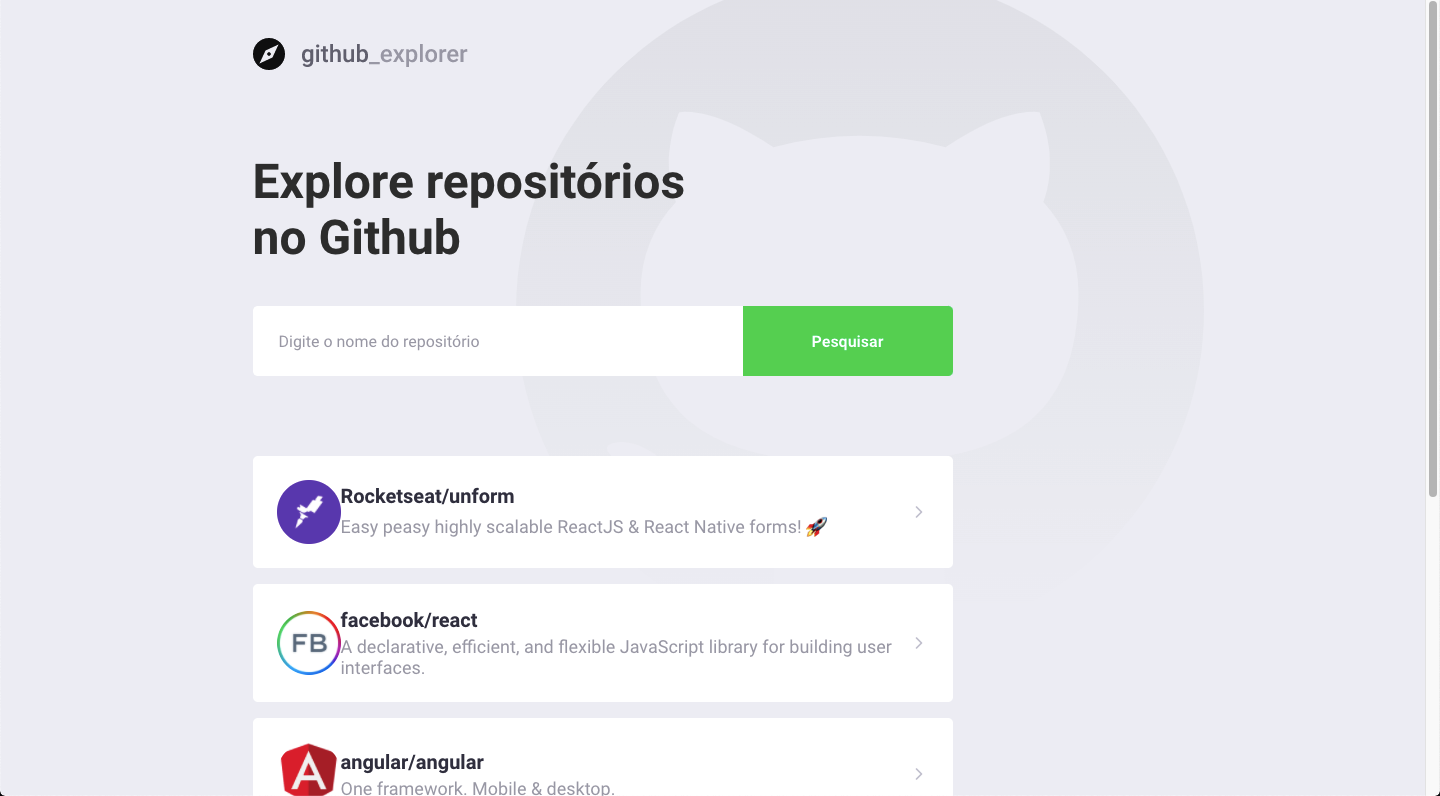 github_explorer
Explore repositórios
no Github
Digite o nome do repositório
Pesquisar
Rocketseat/unform
Easy peasy highly scalable ReactJS & React Native forms! 🚀
FB
facebook/react
A declarative, efficient, and flexible JavaScript library for building user
interfaces.
A
angular/angular
One framework. Mobile & desktop.